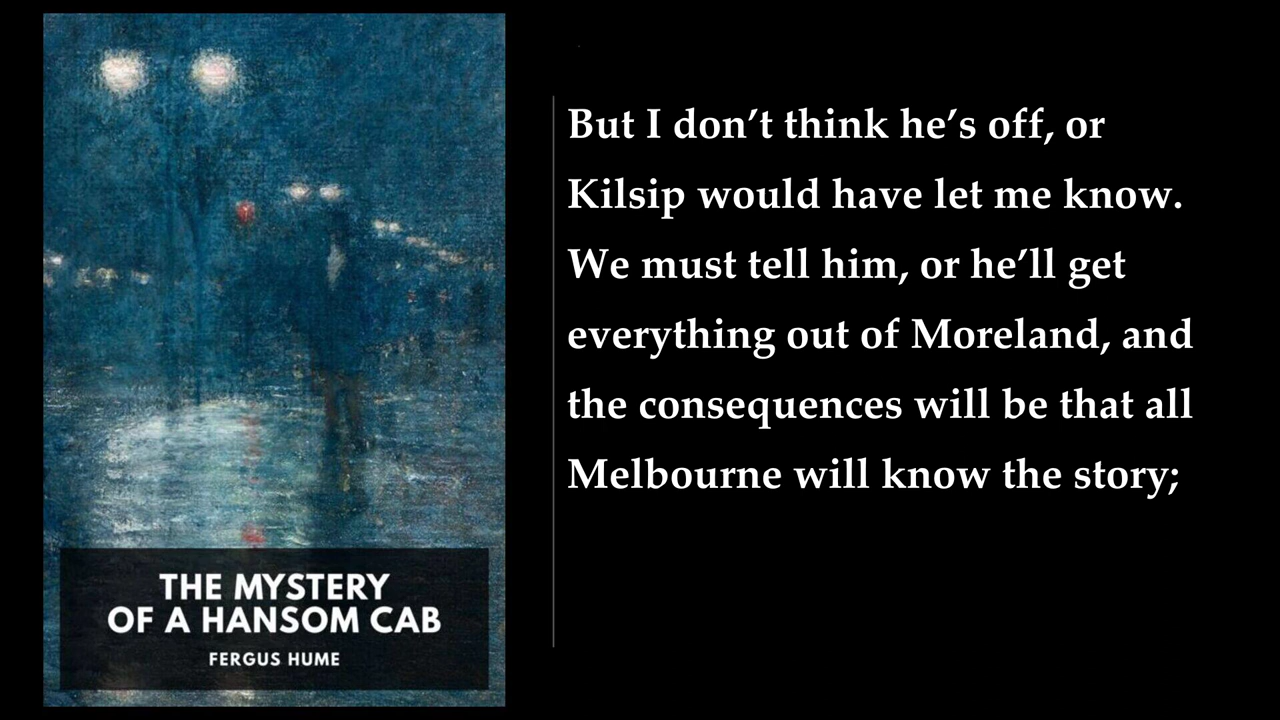 THE MYSTERY
OF A HANSOM CAB
FERGUS HUME
But I don’t think he’s off, or
Kilsip would have let me know.
We must tell him, or he’ll get
everything out of Moreland, and
the consequences will be that all
Melbourne will know the story;